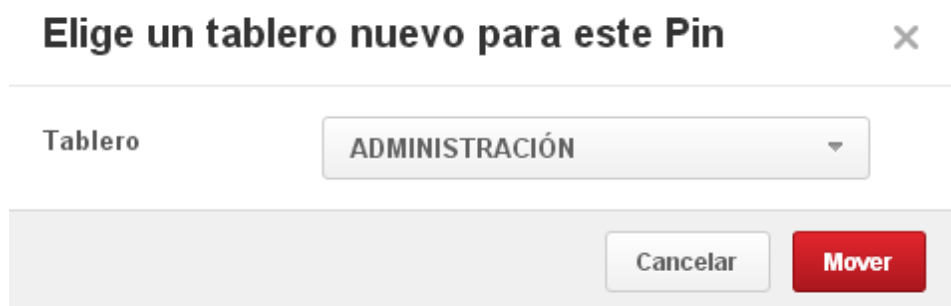 Elige un tablero nuevo para este Pin
Tablero
ADMINISTRACIÓN
Cancelar
Mover